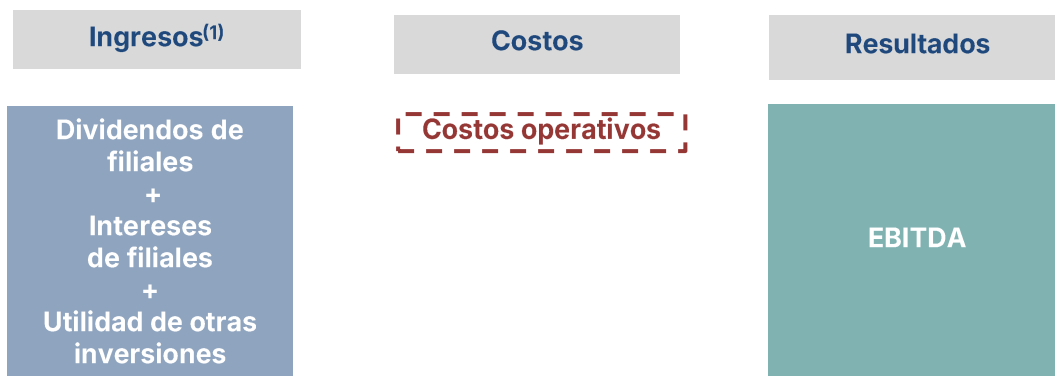 Ingresos(1)
Costos
Resultados
Dividendos de
filiales
+
Intereses
de filiales
+
Utilidad de otras
inversiones
Costos operativos
EBITDA